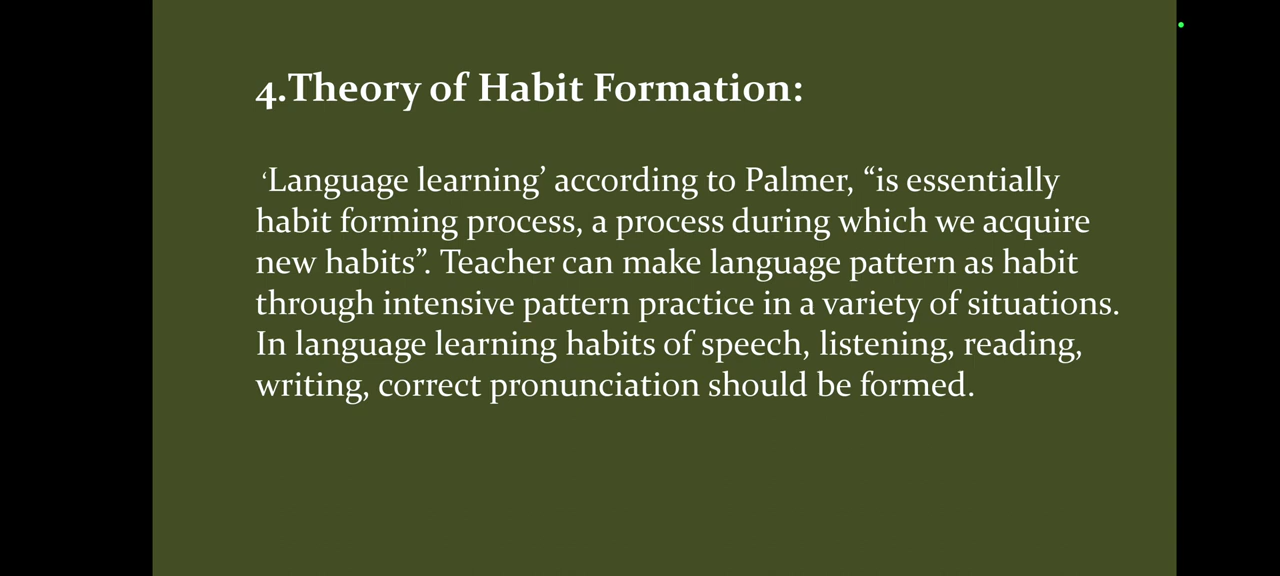 4.Theory of Habit Formation:
‘Language learning’ according to Palmer, “is essentially
habit forming process, a process during which we acquire
new habits”. Teacher can make language pattern as habit
through intensive pattern practice in a variety of situations.
In language learning habits of speech, listening, reading,
writing, correct pronunciation should be formed.